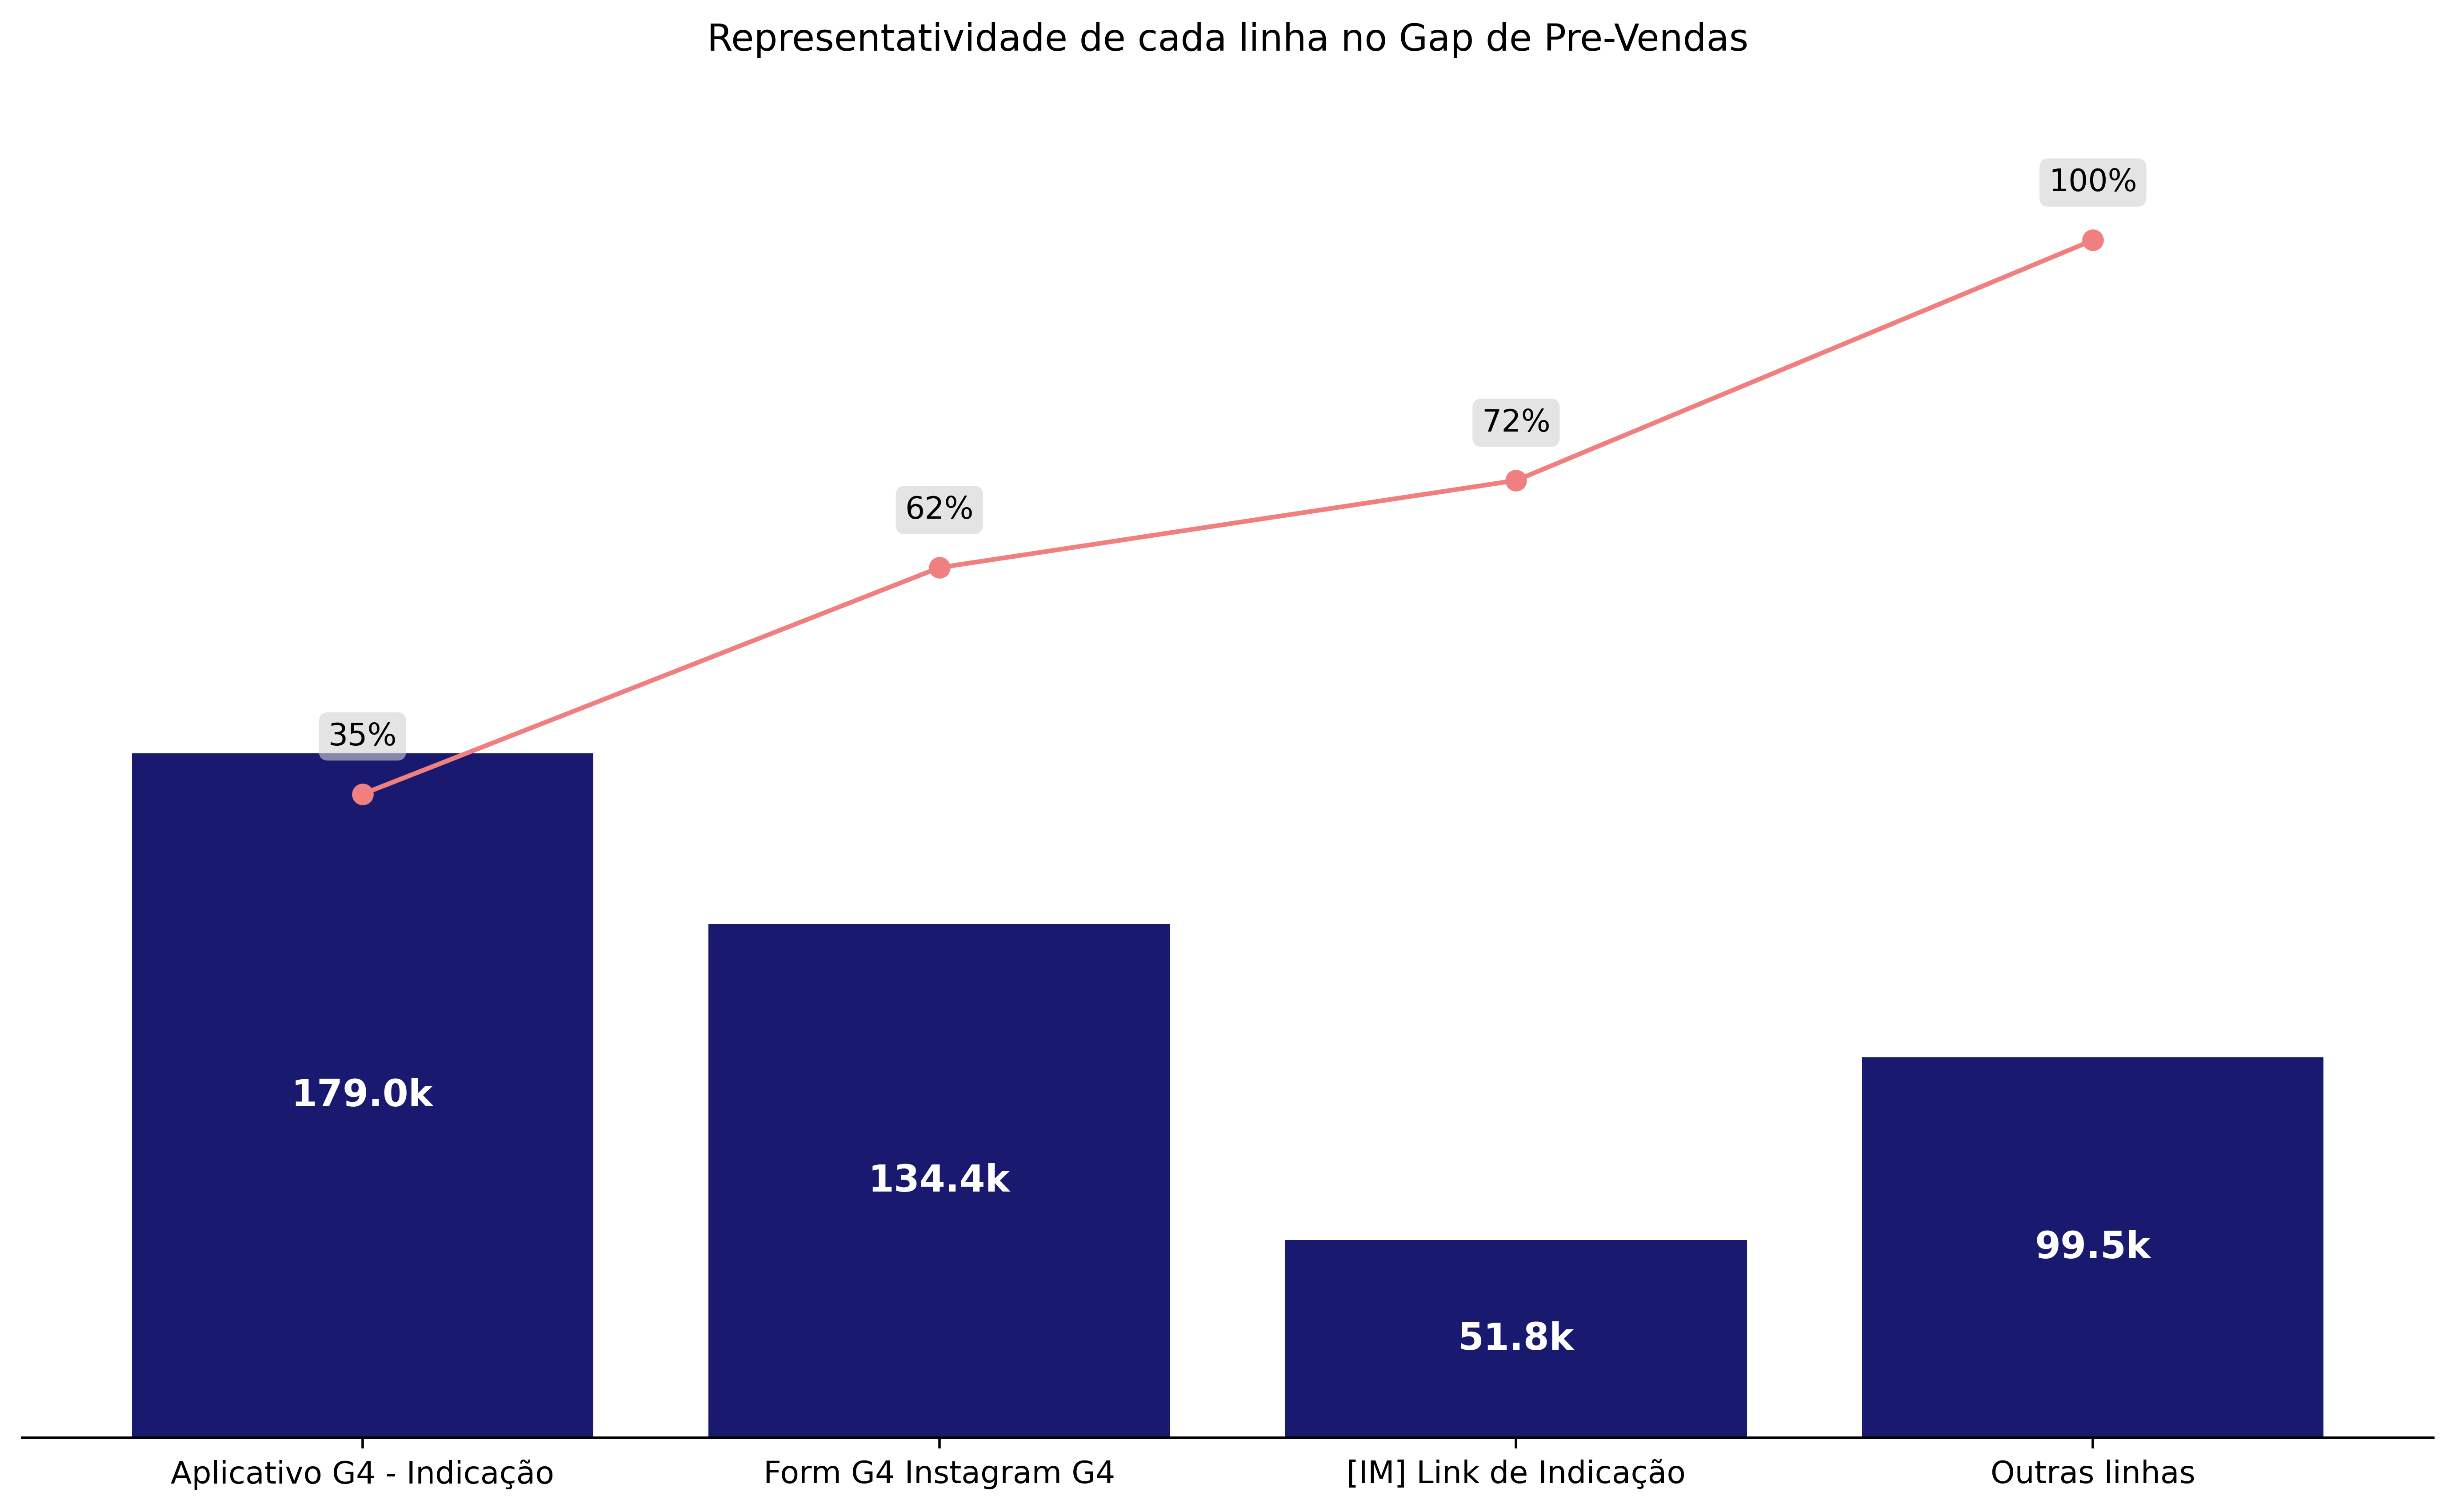 Representatividade de cada linha no Gap de Pre-Vendas
100%
72%
62%
35%
179.0k
134.4k
51.8k
99.5k
Aplicativo G4 - Indicação
Form G4 Instagram G4
[IM] Link de Indicação
Outras linhas